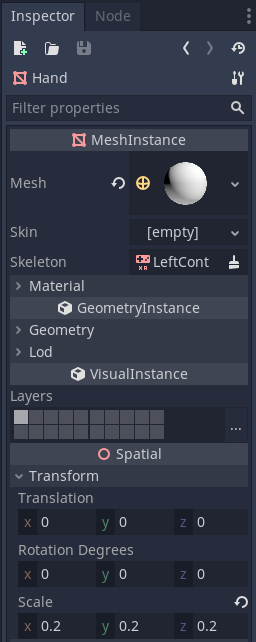 Inspector Node
Hand
Filter properties
MeshInstance
Mesh
Skin [empty]
Skeleton XR LeftCont
Material
GeometryInstance
Geometry
Lod
VisualInstance
Layers
...
Spatial
Transform
Translation
x 0 y 0 z 0
Rotation Degrees
x 0 y 0 z 0
Scale
x 0.2 y 0.2 z 0.2